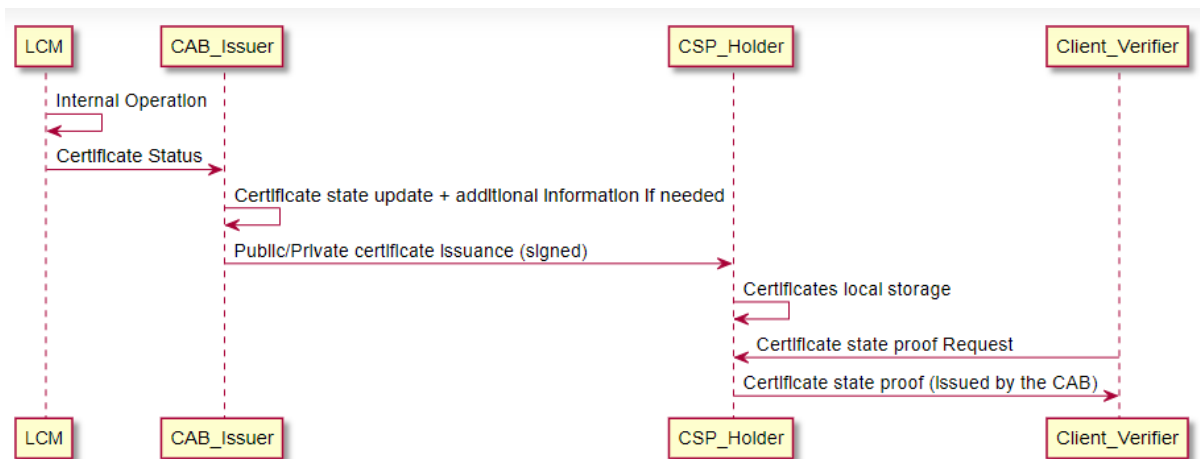 LCM CAB_Issuer CSP_Holder Client_Verifier
Internal Operation
Certificate Status
Certificate state update + additional information if needed
Public/Private certificate issuance (signed)
Certificates local storage
Certificate state proof Request
Certificate state proof (issued by the CAB)
LCM CAB_Issuer CSP_Holder Client_Verifier